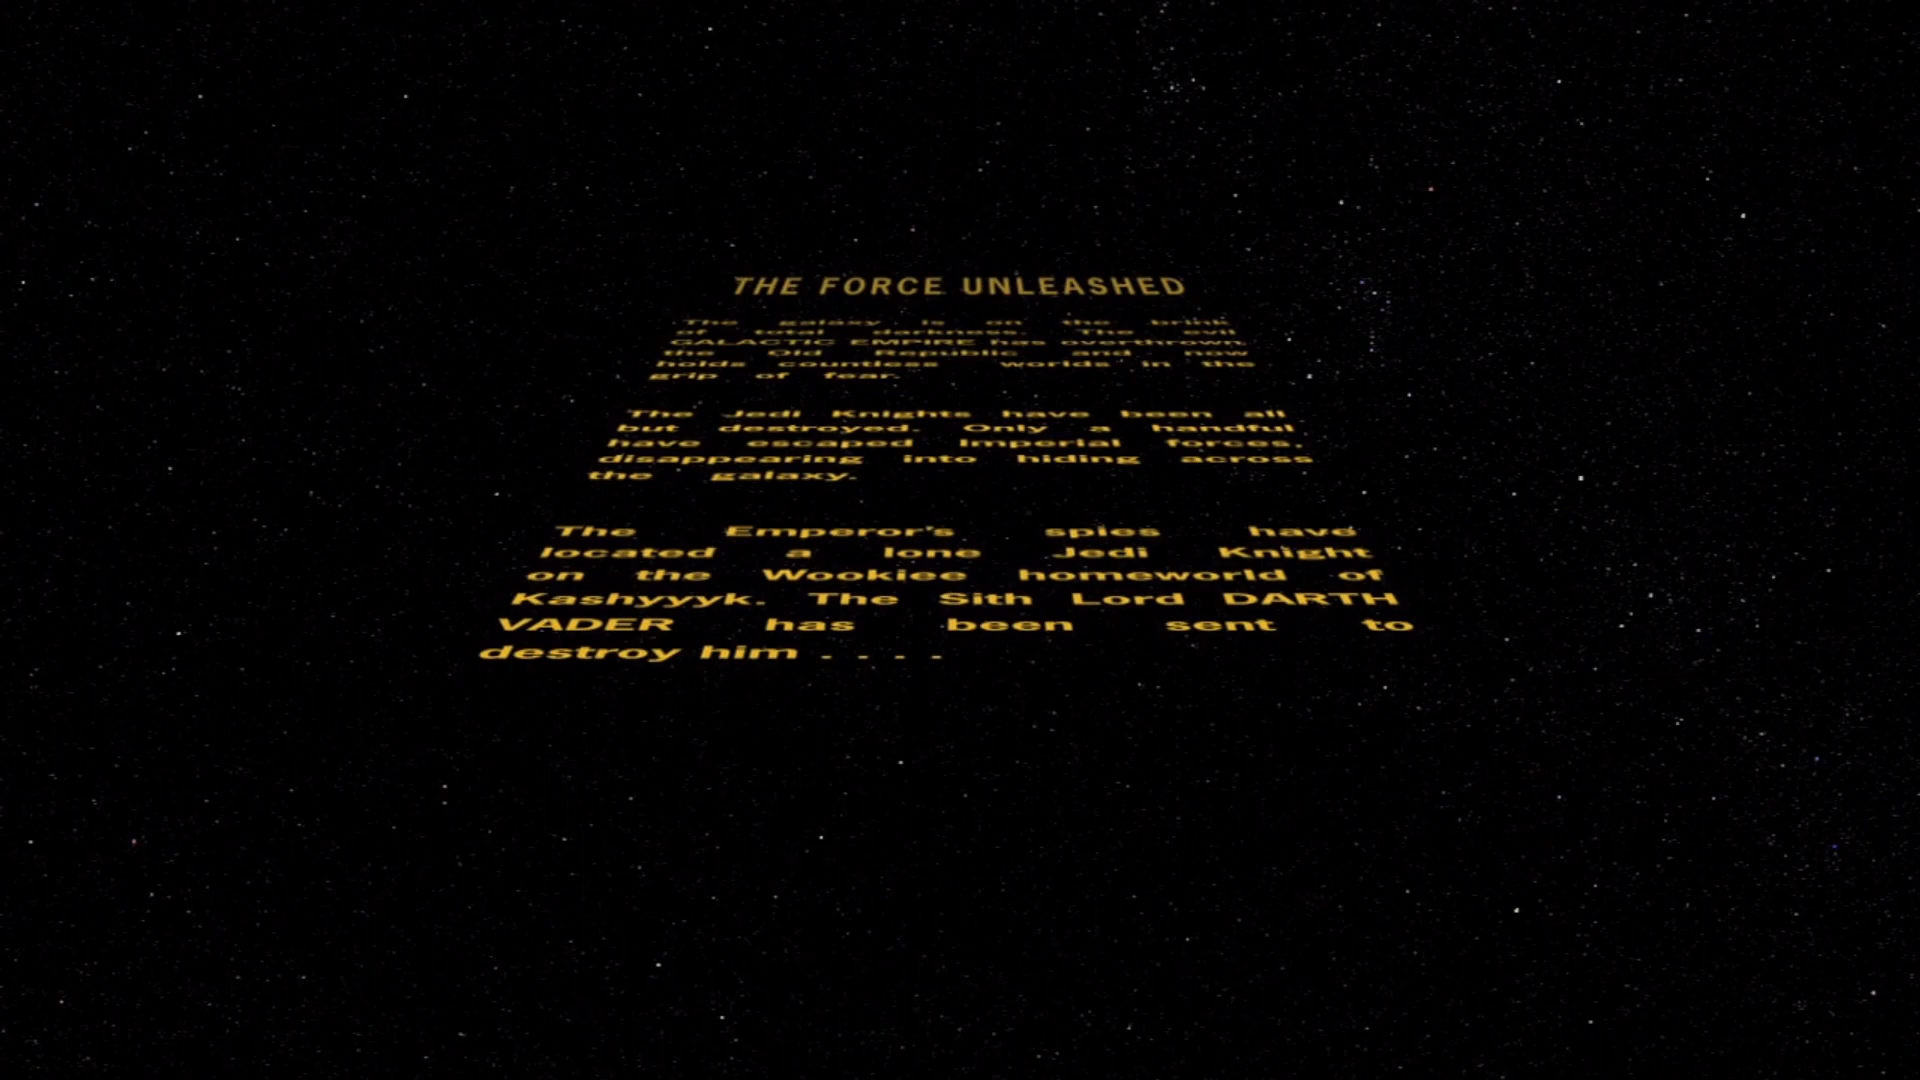 THE FORCE UNLEASHED
The galaxy is on the brink
of total darkness. The evil
GALACTIC EMPIRE has overthrown
the Old Republic and now
holds countless worlds in the
grip of fear.
The Jedi Knights have been all
but destroyed. Only a handful
have escaped Imperial forces,
disappearing into hiding across
the galaxy.
The Emperor's spies have
located a lone Jedi Knight
on the Wookiee homeworld of
Kashyyyk. The Sith Lord DARTH
VADER has been sent to
destroy him . . . .